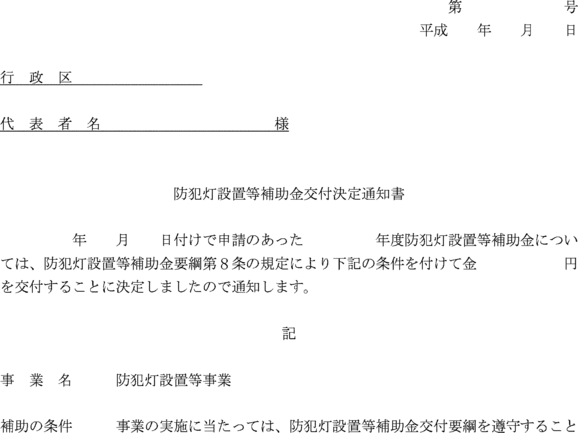 第　　　　　　　号
平成　　年　　月　　日
行　政　区
代　表　者　名　　　　　　　　　　　　様
防犯灯設置等補助金交付決定通知書
年　　月　　日付けで申請のあった　　　　　年度防犯灯設置等補助金につい
ては、防犯灯設置等補助金要綱第８条の規定により下記の条件を付けて金　　　　　　円
を交付することに決定しましたので通知します。
記
事　業　名　　　防犯灯設置等事業
補助の条件　　　事業の実施に当たっては、防犯灯設置等補助金交付要綱を遵守すること